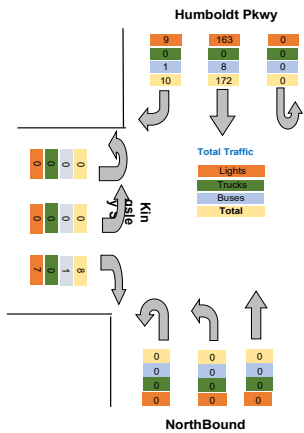 Humboldt Pkwy
9 163 0
0 0 0
1 8 0
10 172 0
Total Traffic
Lights
Trucks
Buses
Total
0 0 0 0
Kin
gsle
0 0 0 0
7 0 1 8
0 0 0
0 0 0
0 0 0
0 0 0
NorthBound